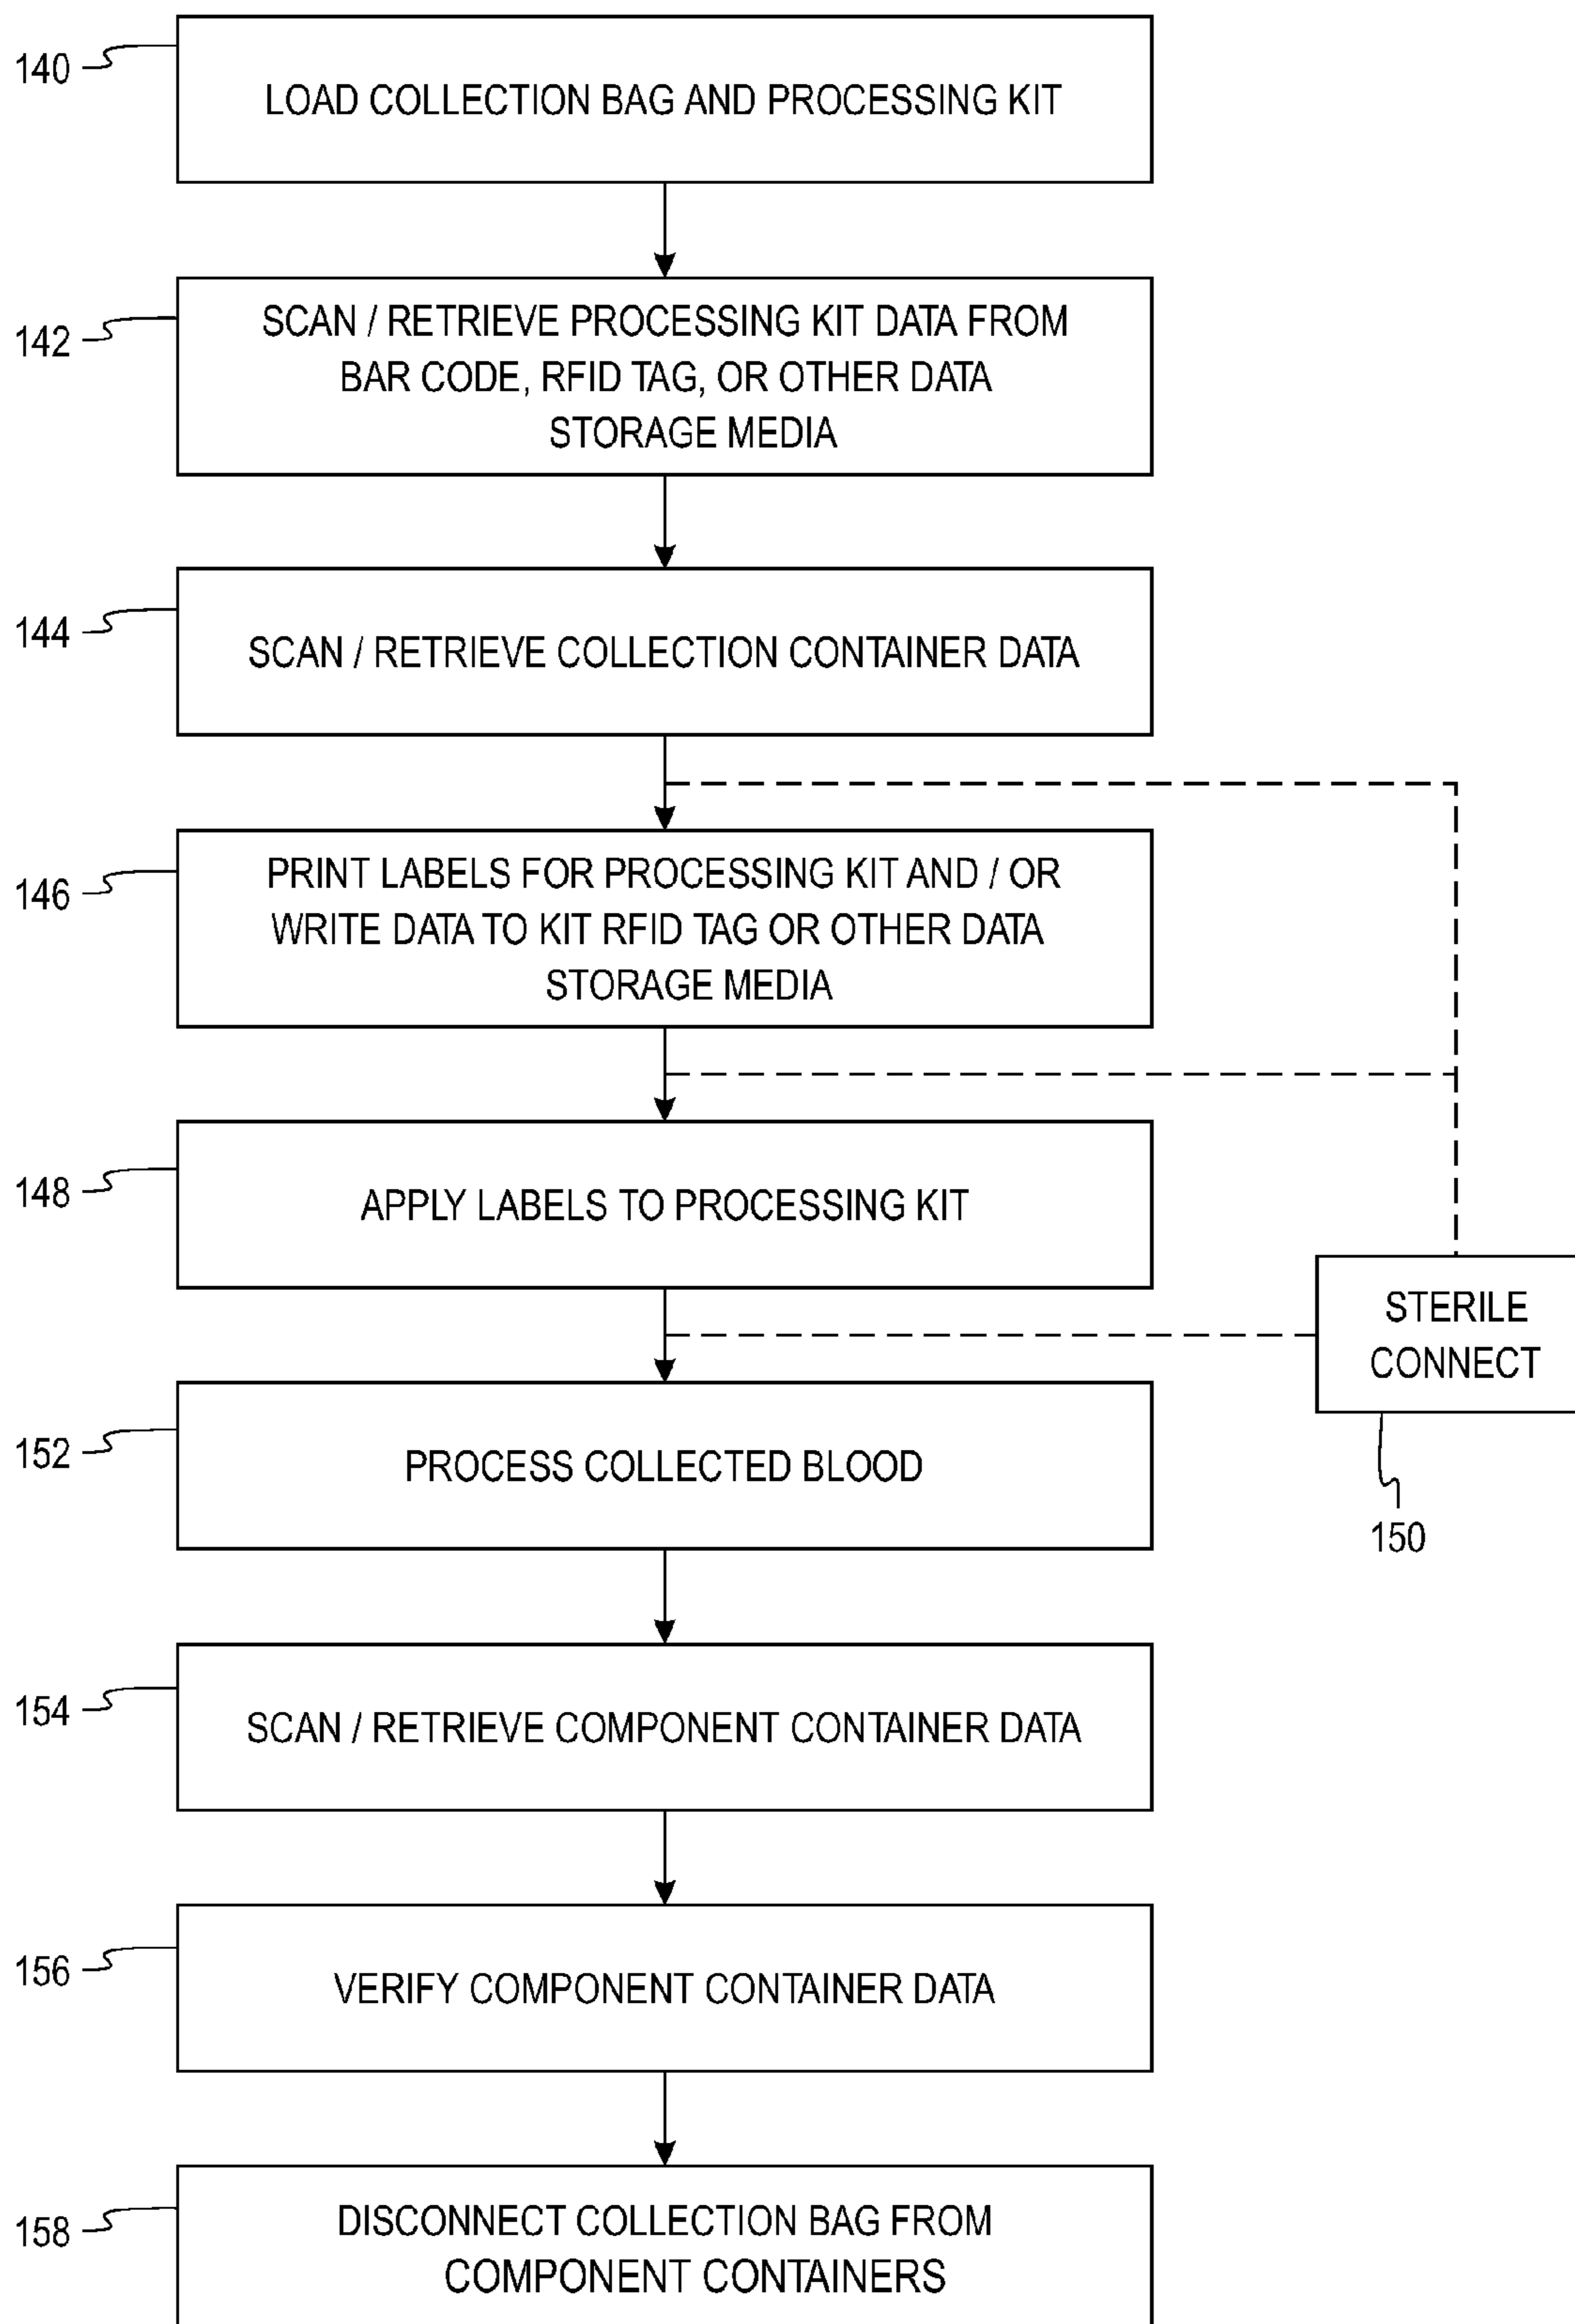 140
LOAD COLLECTION BAG AND PROCESSING KIT
142
SCAN / RETRIEVE PROCESSING KIT DATA FROM
BAR CODE, RFID TAG, OR OTHER DATA
STORAGE MEDIA
144
SCAN / RETRIEVE COLLECTION CONTAINER DATA
146
PRINT LABELS FOR PROCESSING KIT AND / OR
WRITE DATA TO KIT RFID TAG OR OTHER DATA
STORAGE MEDIA
148
APPLY LABELS TO PROCESSING KIT
STERILE
CONNECT
150
152
PROCESS COLLECTED BLOOD
154
SCAN / RETRIEVE COMPONENT CONTAINER DATA
156
VERIFY COMPONENT CONTAINER DATA
158
DISCONNECT COLLECTION BAG FROM
COMPONENT CONTAINERS